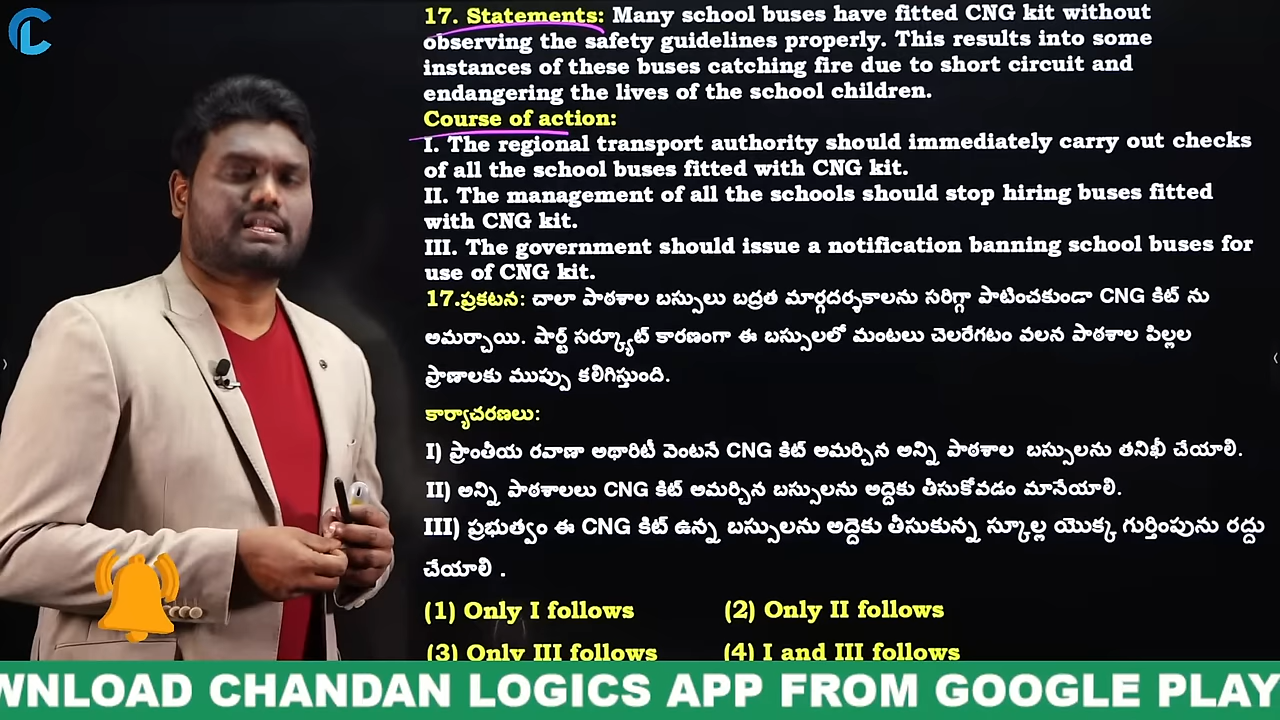 17. Statements: Many school buses have fitted CNG kit without
observing the safety guidelines properly. This results into some
instances of these buses catching fire due to short circuit and
endangering the lives of the school children.
Course of action:
I. The regional transport authority should immediately carry out checks
of all the school buses fitted with CNG kit.
II. The management of all the schools should stop hiring buses fitted
with CNG kit.
III. The government should issue a notification banning school buses for
use of CNG kit.
17.ప్రకటన: చాలా పాఠశాల బస్సులు బద్రత మార్గదర్శకాలను సరిగ్గా పాటించకుండా CNG కిట్ ను
అమర్చాయి. షార్ట్ సర్క్యూట్ కారణంగా ఈ బస్సులలో మంటలు చెలరేగటం వలన పాఠశాల పిల్లల
ప్రాణాలకు ముప్పు కలిగిస్తుంది.
కార్యాచరణలు:
I) ప్రాంతీయ రవాణా అథారిటీ వెంటనే CNG కిట్ అమర్చిన అన్ని పాఠశాల బస్సులను తనిఖీ చేయాలి.
II) అన్ని పాఠశాలలు CNG కిట్ అమర్చిన బస్సులను అద్దెకు తీసుకోవడం మానేయాలి.
III) ప్రభుత్వం ఈ CNG కిట్ ఉన్న బస్సులను అద్దెకు తీసుకున్న స్కూల్ల యొక్క గుర్తింపును రద్దు
చేయాలి .
(1) Only I follows (2) Only II follows
(3) Only III follows (4) I and III follows
WNLOAD CHANDAN LOGICS APP FROM GOOGLE PLAY